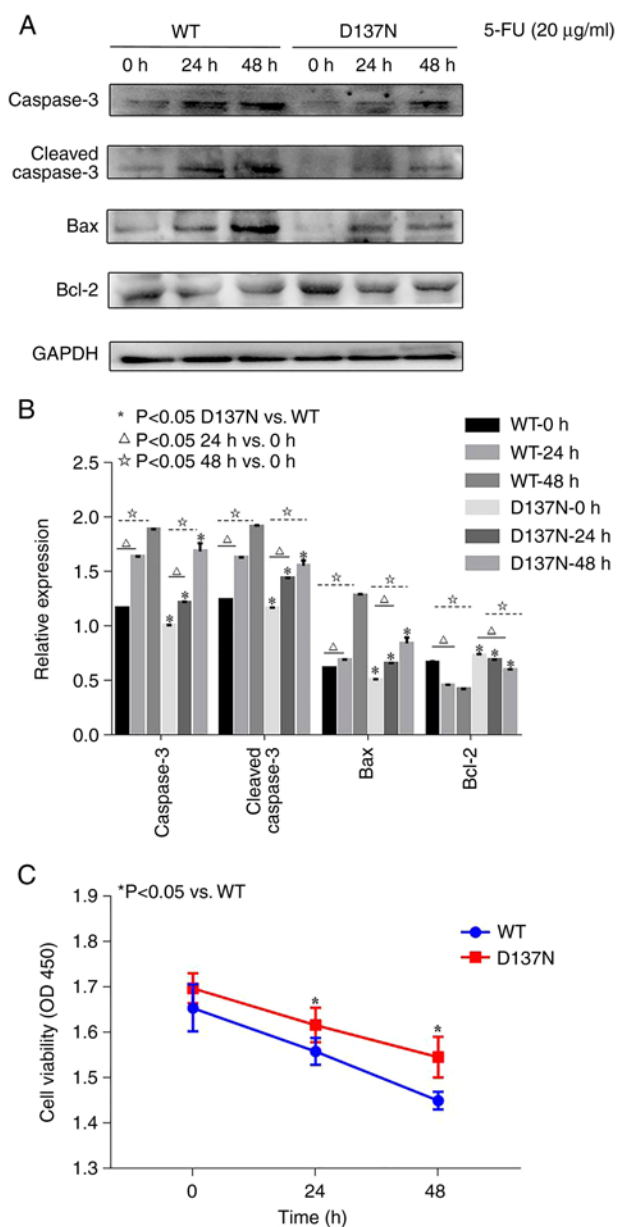 A
WT D137N 5-FU (20 μg/ml)
0 h 24 h 48 h 0 h 24 h 48 h
Caspase-3
Cleaved
caspase-3
Bax
Bcl-2
GAPDH
B
* P<0.05 D137N vs. WT
△ P<0.05 24 h vs. 0 h
☆ P<0.05 48 h vs. 0 h
WT-0 h
WT-24 h
WT-48 h
D137N-0 h
D137N-24 h
D137N-48 h
Relative expression
2.5
2.0
1.5
1.0
0.5
0.0
Caspase-3
Cleaved
caspase-3
Bax
Bcl-2
C
*P<0.05 vs. WT
WT
D137N
Cell viability (OD 450)
1.9
1.8
1.7
1.6
1.5
1.4
1.3
* *
0 24 48
Time (h)